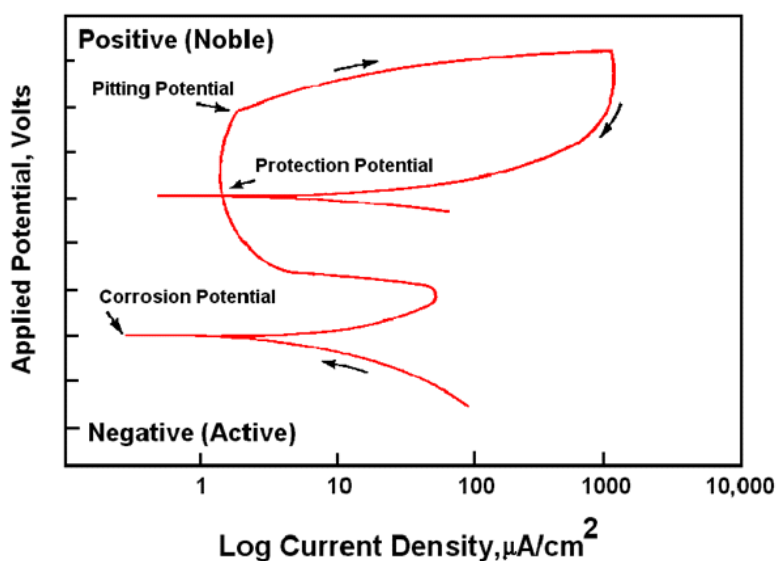 Positive (Noble)
Pitting Potential
Protection Potential
Corrosion Potential
Negative (Active)
Applied Potential, Volts
1 10 100 1000 10,000
Log Current Density,μA/cm²